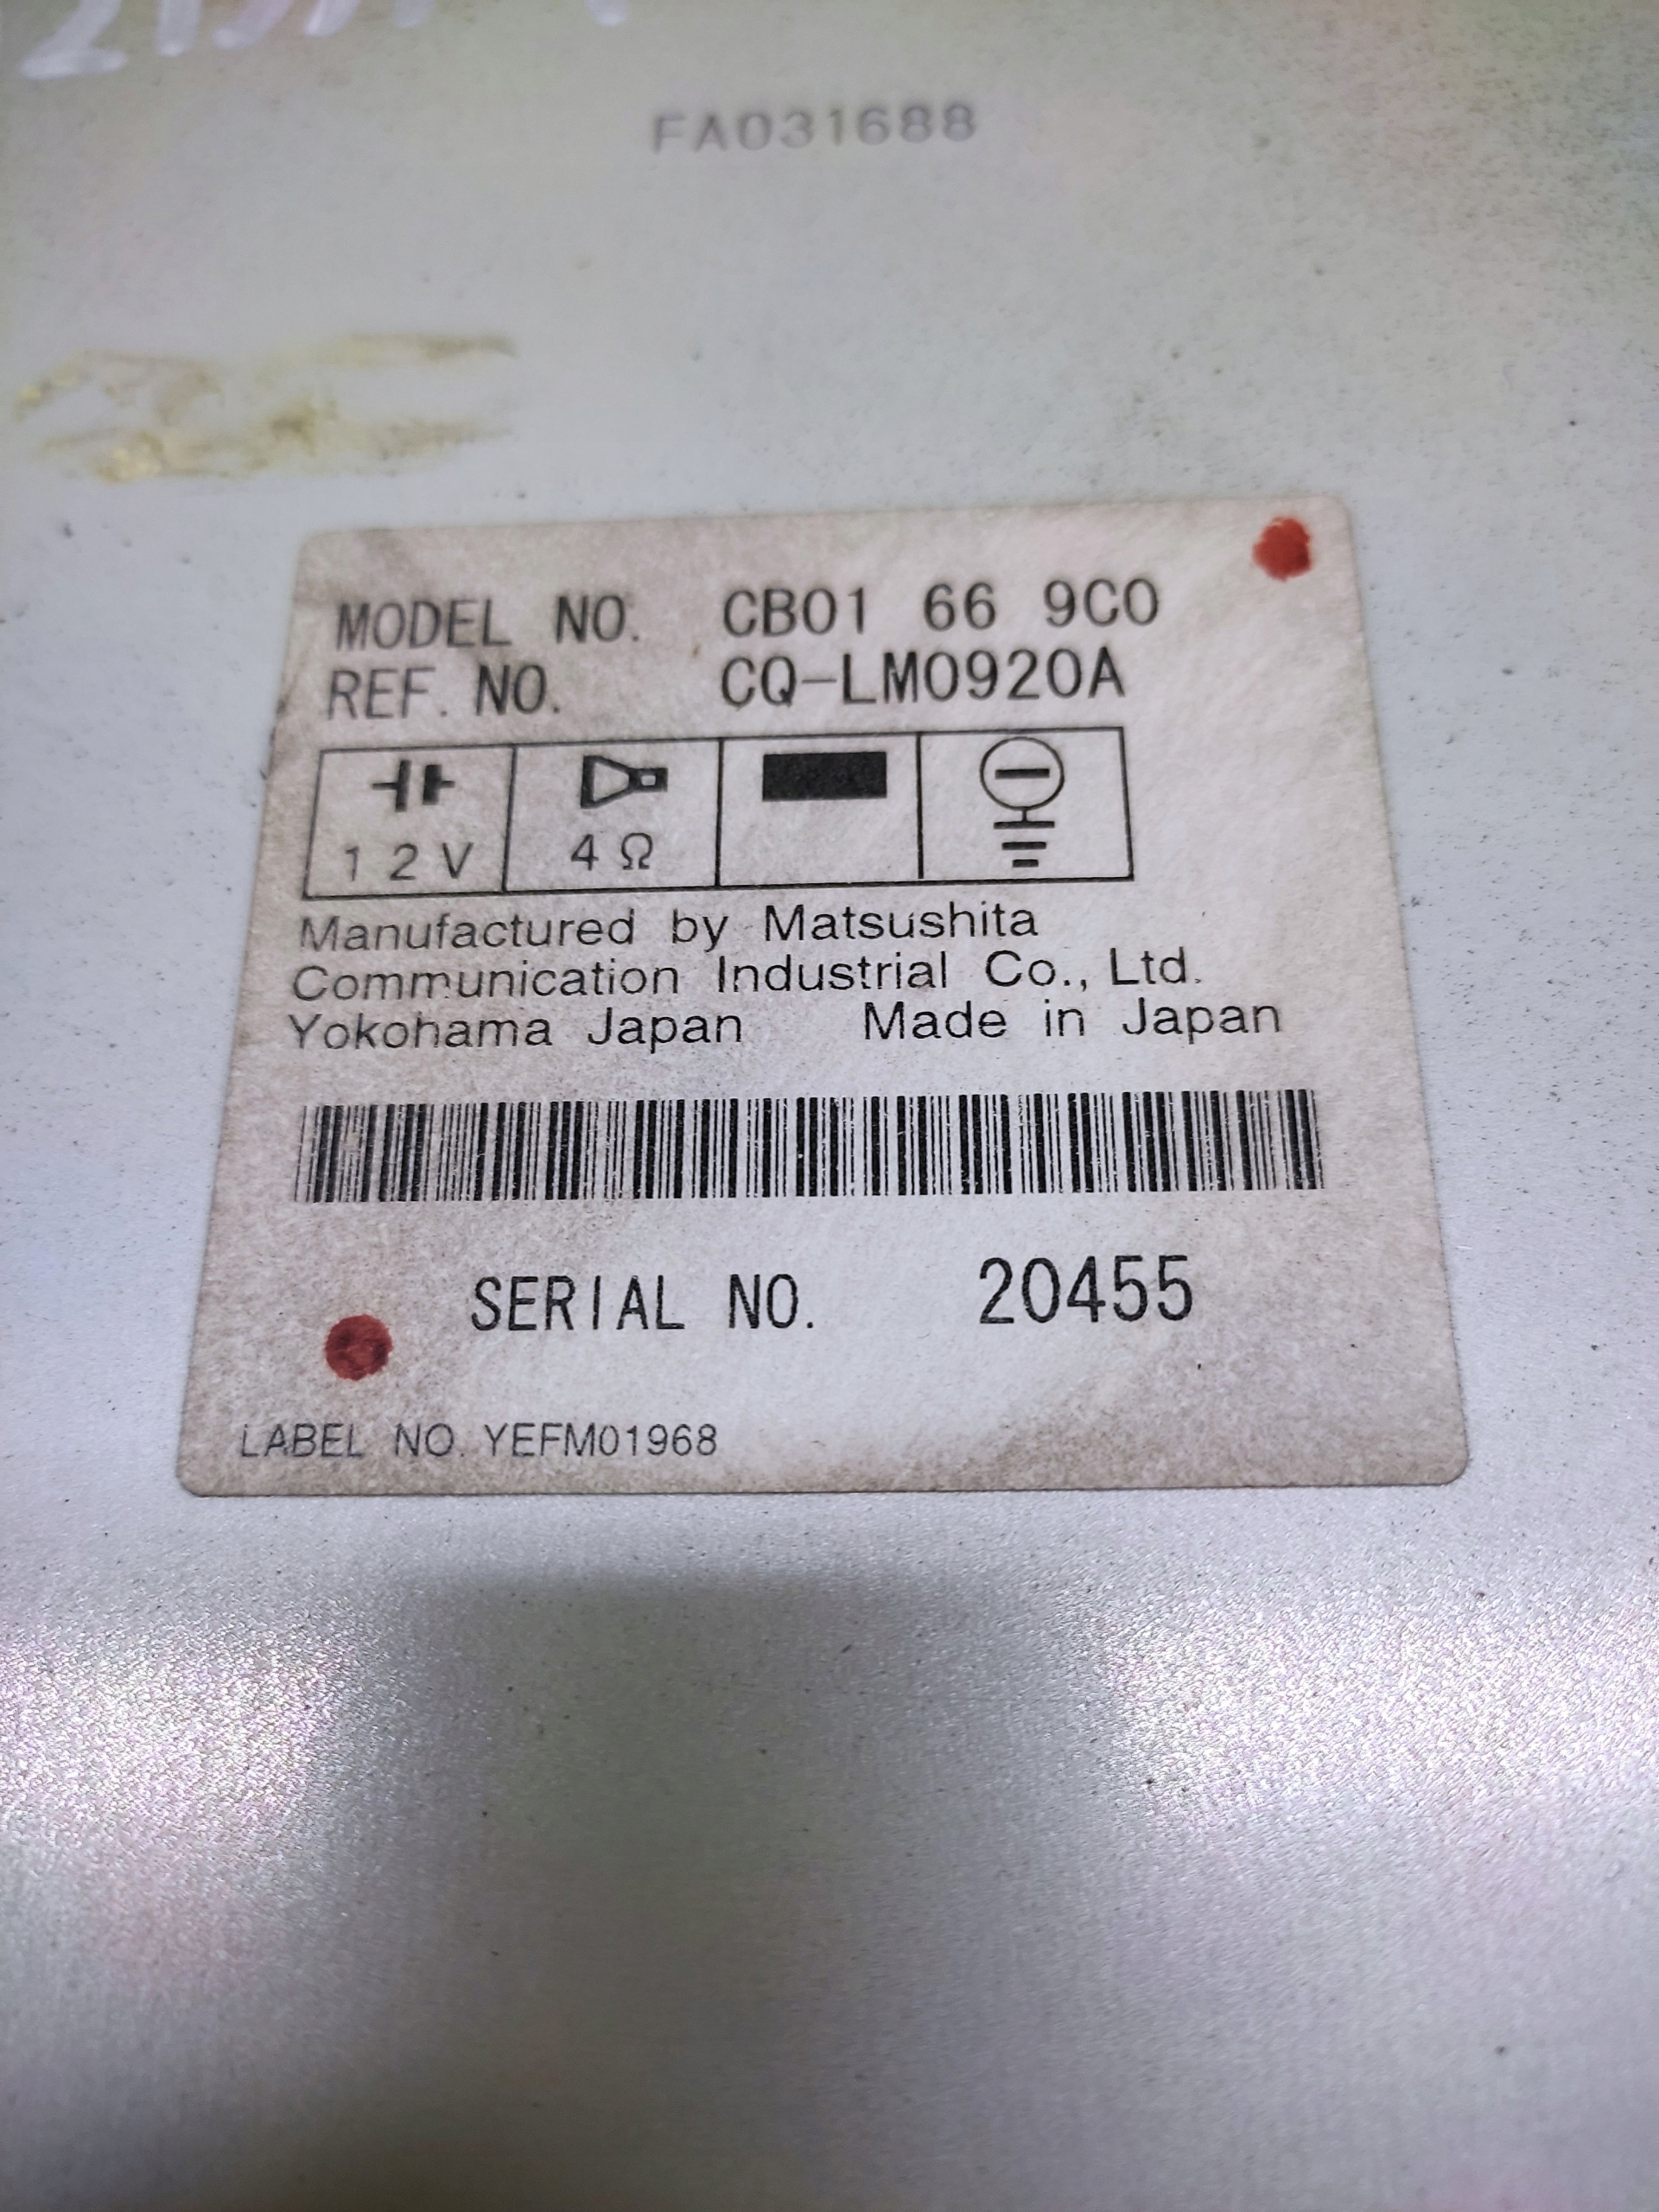 FA031688
MODEL NO. CB01 66 9C0
REF. NO. CQ-LM0920A
12V 4Ω
Manufactured by Matsushita
Communication Industrial Co., Ltd.
Yokohama Japan Made in Japan
SERIAL NO. 20455
LABEL NO. YEFM01968